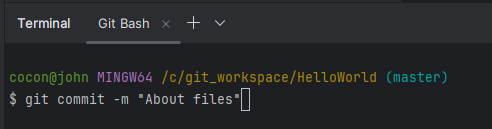 Terminal Git Bash
cocon@john MINGW64 /c/git_workspace/HelloWorld (master)
$ git commit -m "About files"